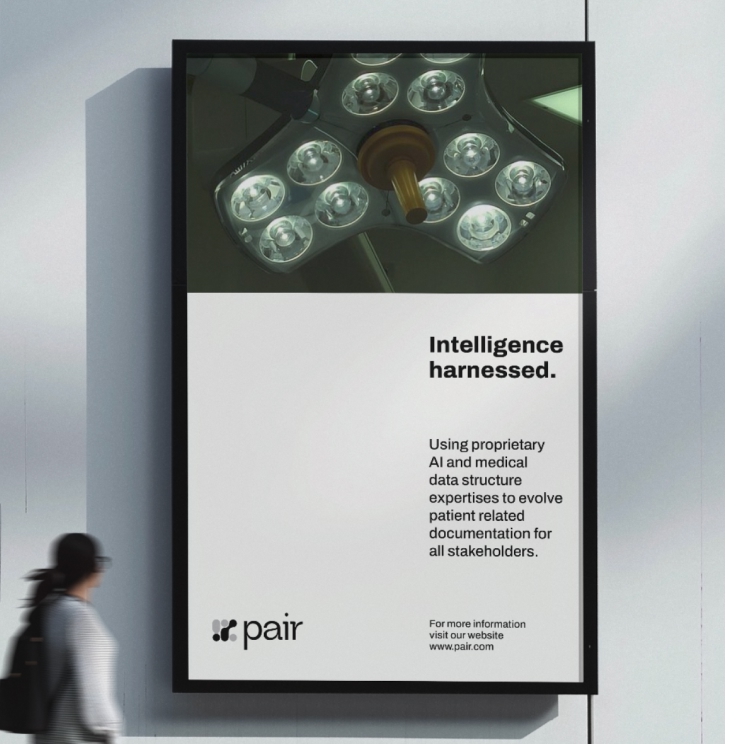 Intelligence
harnessed.
Using proprietary
AI and medical
data structure
expertises to evolve
patient related
documentation for
all stakeholders.
pair
For more information
visit our website
www.pair.com